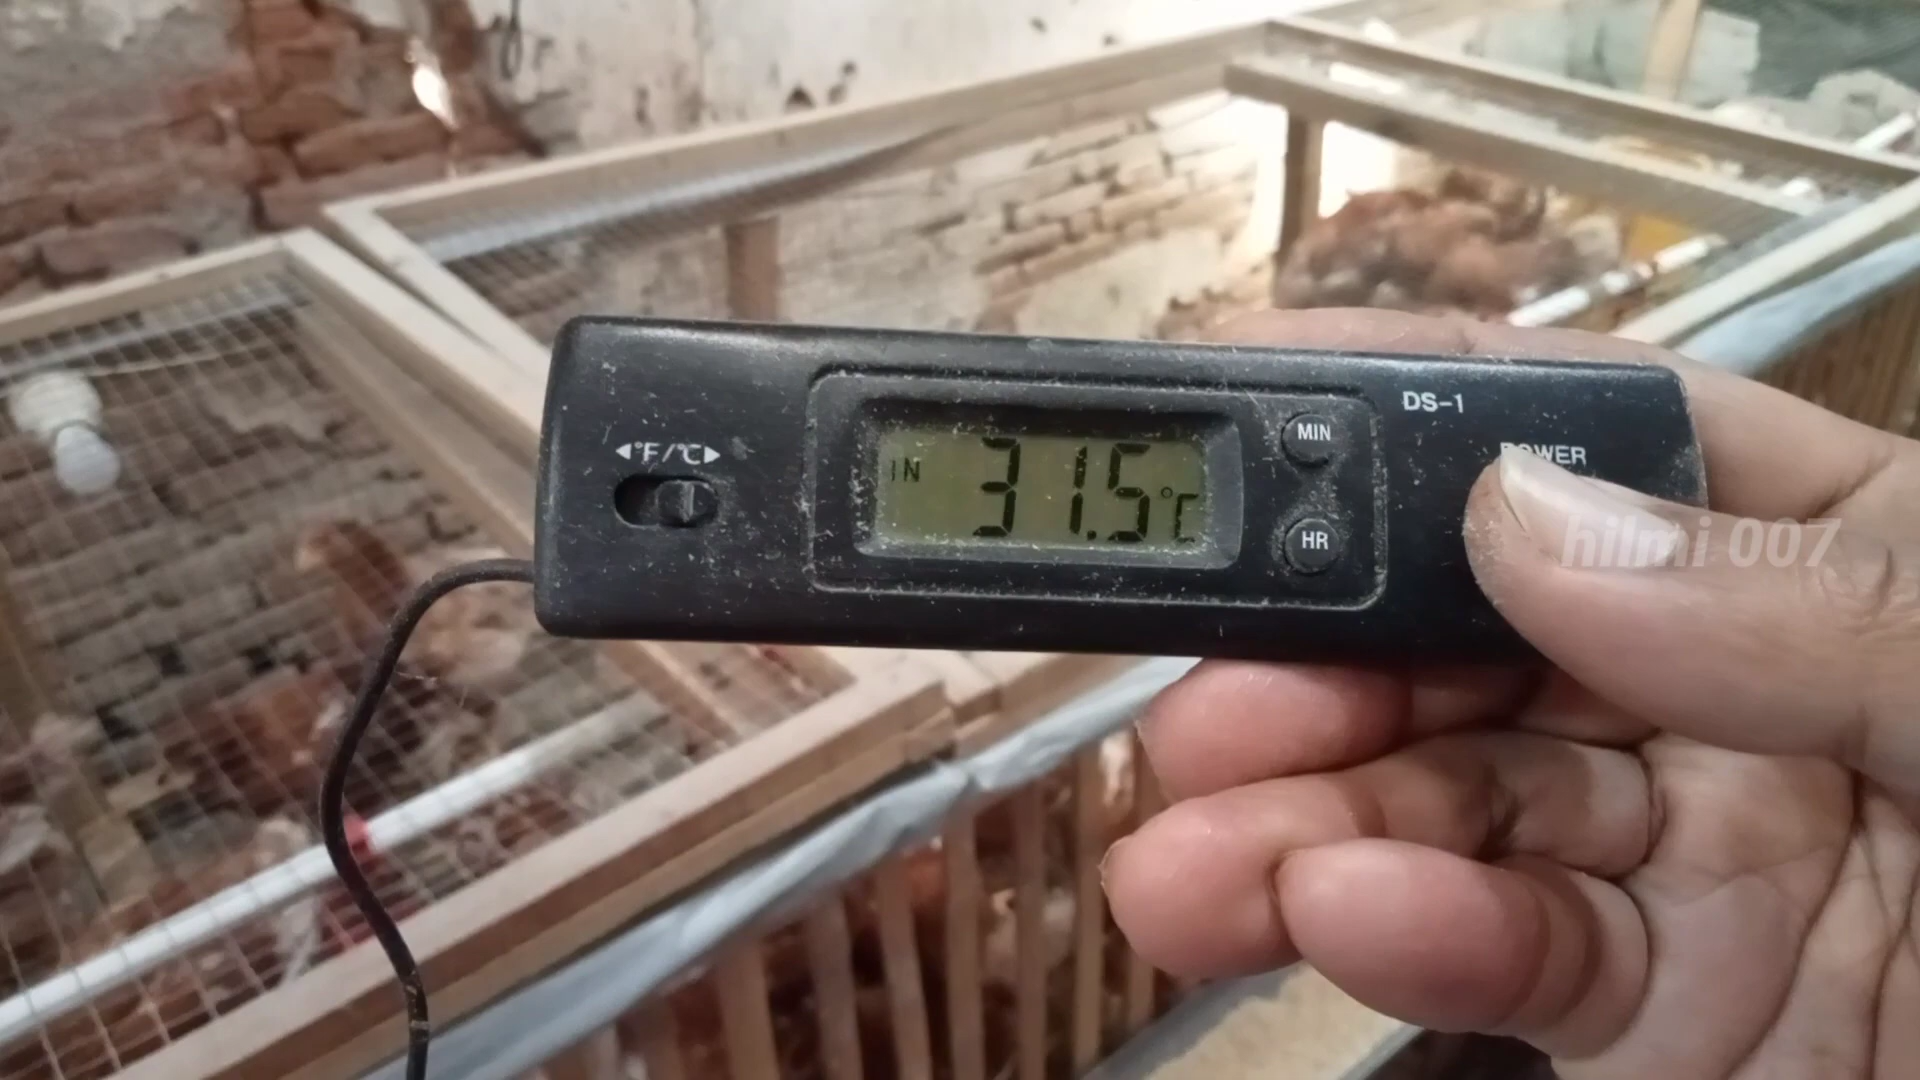 DS-1
◀°F/°C▶
IN 31.5°C
MIN
HR
POWER
hilmi 007